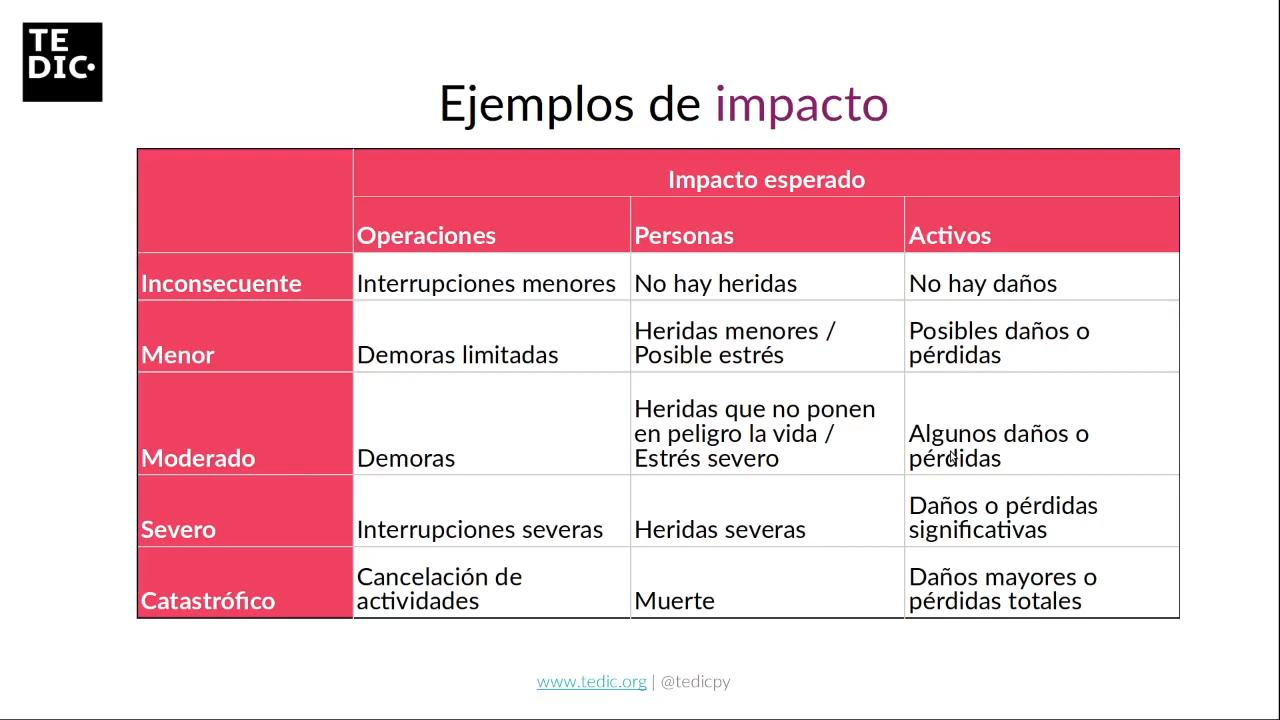 TE
DIC
Ejemplos de impacto
Impacto esperado
Operaciones Personas Activos
Inconsecuente Interrupciones menores No hay heridas No hay daños
Menor Demoras limitadas Heridas menores /
Posible estrés Posibles daños o
pérdidas
Moderado Demoras Heridas que no ponen
en peligro la vida /
Estrés severo Algunos daños o
pérdidas
Severo Interrupciones severas Heridas severas Daños o pérdidas
significativas
Catastrófico Cancelación de
actividades Muerte Daños mayores o
pérdidas totales
www.tedic.org | @tedicpy